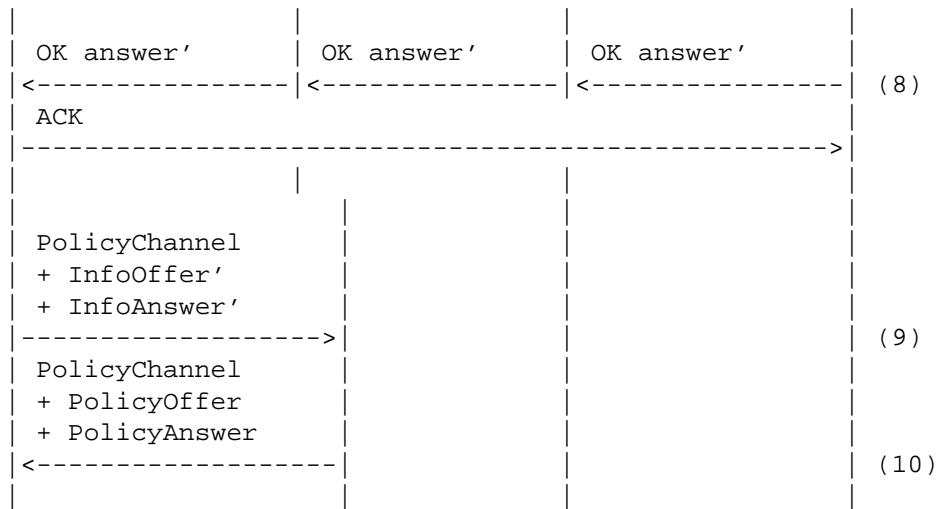 |                 |                |                 |
| OK answer’      | OK answer’     | OK answer’      |
|<----------------|<---------------|<----------------| (8)
| ACK                                                |
|--------------------------------------------------->|
|                 |                |                 |
|                    |             |                 |
| PolicyChannel      |             |                 |
| + InfoOffer’       |             |                 |
| + InfoAnswer’      |             |                 |
|------------------->|             |                 | (9)
| PolicyChannel      |             |                 |
| + PolicyOffer      |             |                 |
| + PolicyAnswer     |             |                 |
|<-------------------|             |                 | (10)
|                    |             |                 |